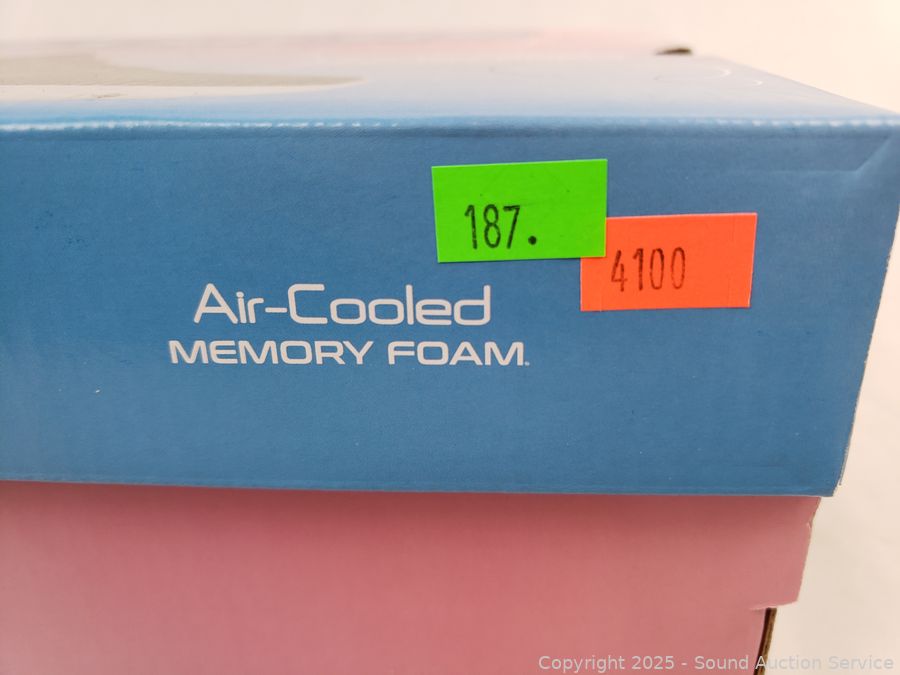 187.
4100
Air-Cooled
MEMORY FOAM.
Copyright 2025 - Sound Auction Service